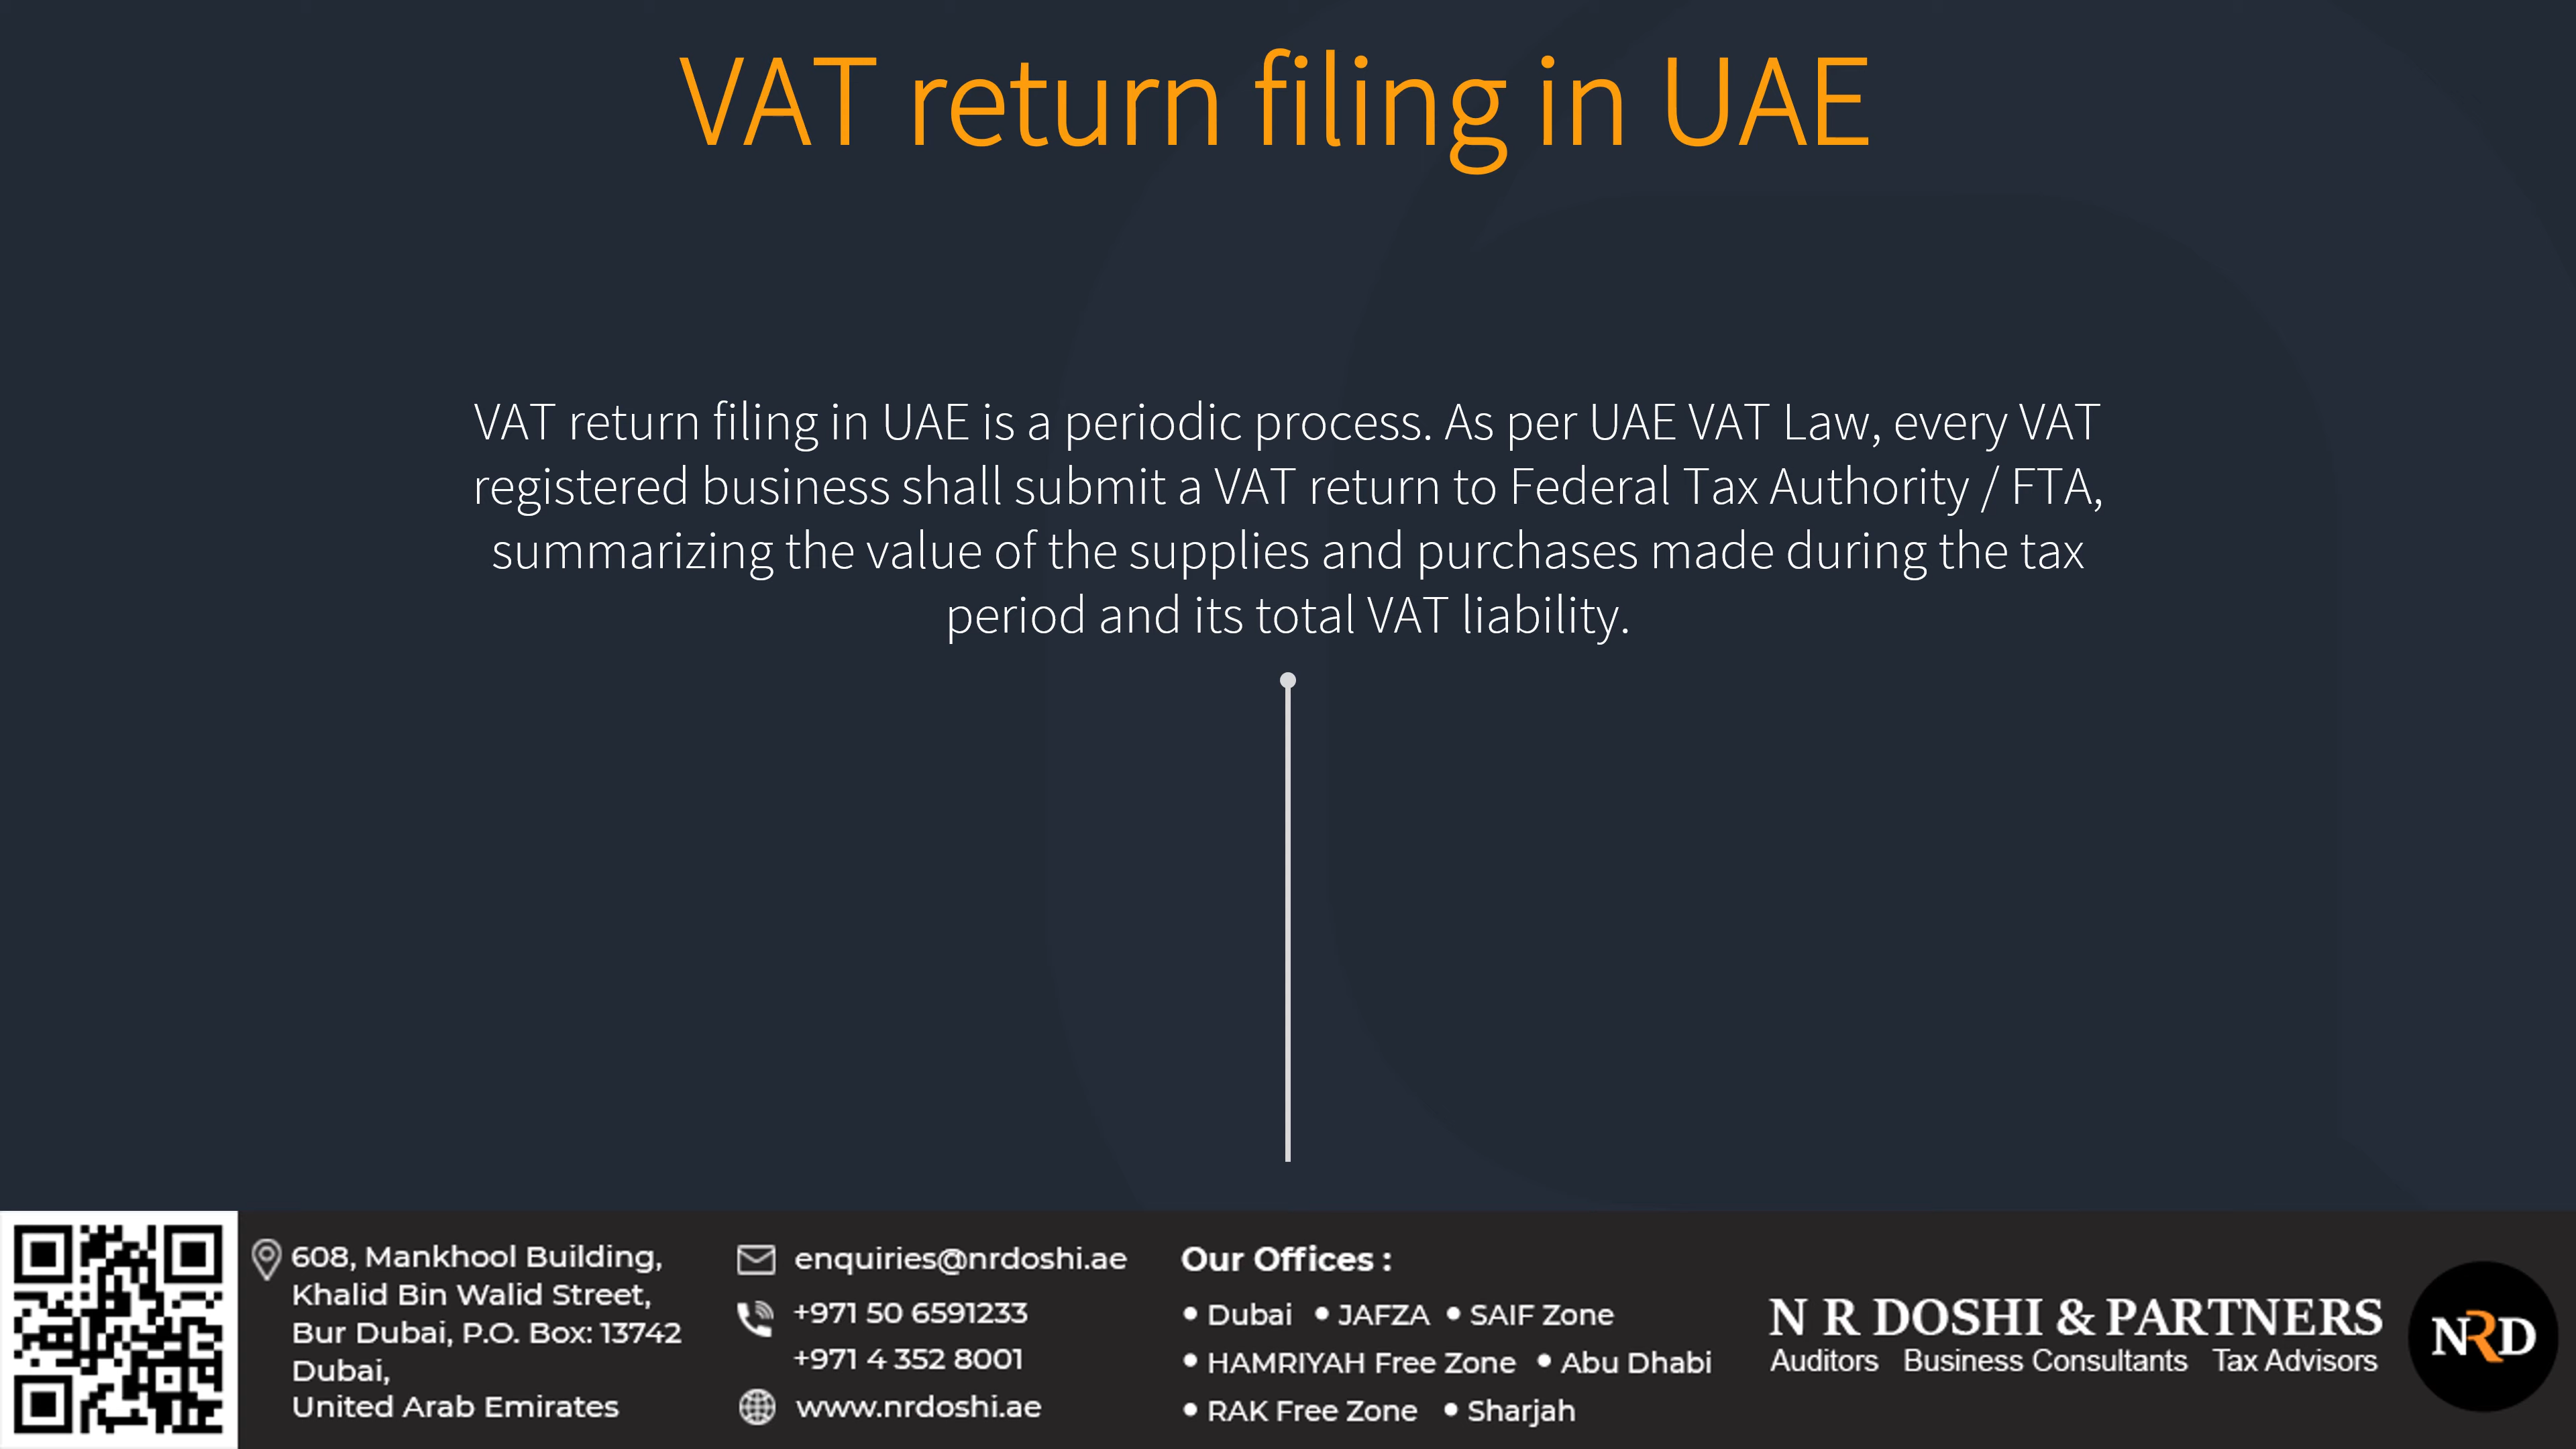 VAT return filing in UAE
VAT return filing in UAE is a periodic process. As per UAE VAT Law, every VAT
registered business shall submit a VAT return to Federal Tax Authority / FTA,
summarizing the value of the supplies and purchases made during the tax
period and its total VAT liability.
608, Mankhool Building,
Khalid Bin Walid Street,
Bur Dubai, P.O. Box: 13742
Dubai,
United Arab Emirates
enquiries@nrdoshi.ae
+971 50 6591233
+971 4 352 8001
www.nrdoshi.ae
Our Offices :
• Dubai • JAFZA • SAIF Zone
• HAMRIYAH Free Zone • Abu Dhabi
• RAK Free Zone • Sharjah
N R DOSHI & PARTNERS
Auditors Business Consultants Tax Advisors
NRD